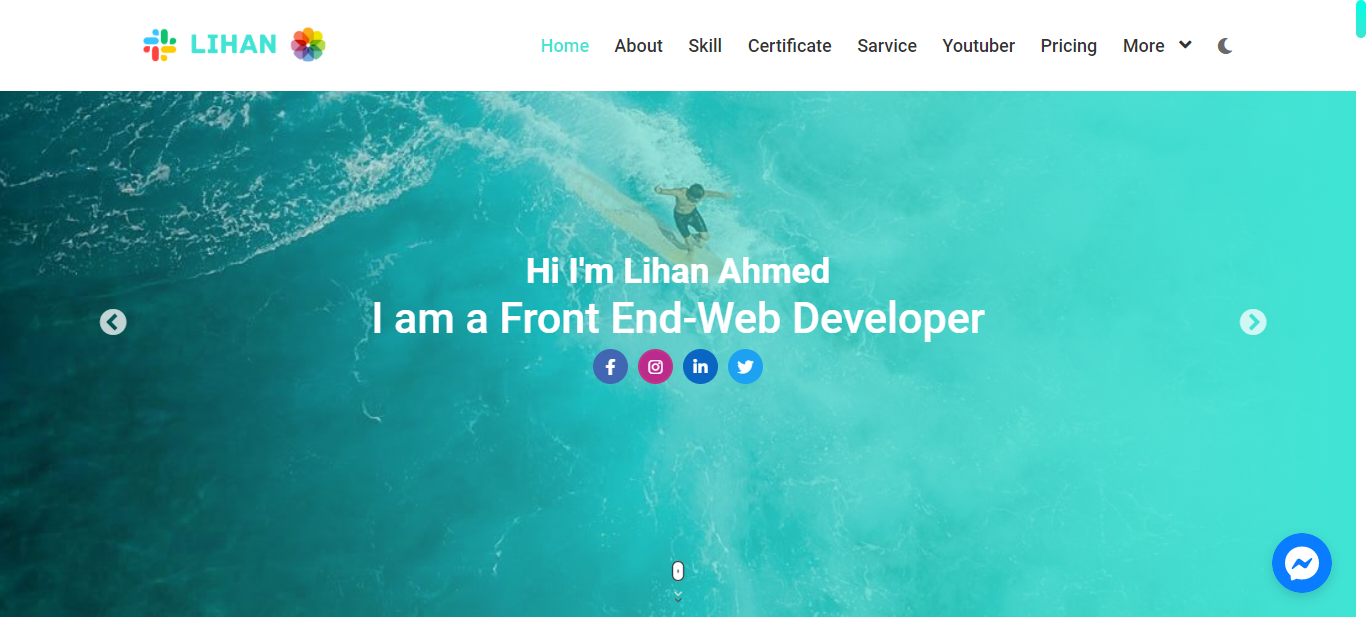 LIHAN
Home About Skill Certificate Sarvice Youtuber Pricing More
Hi I'm Lihan Ahmed
I am a Front End-Web Developer